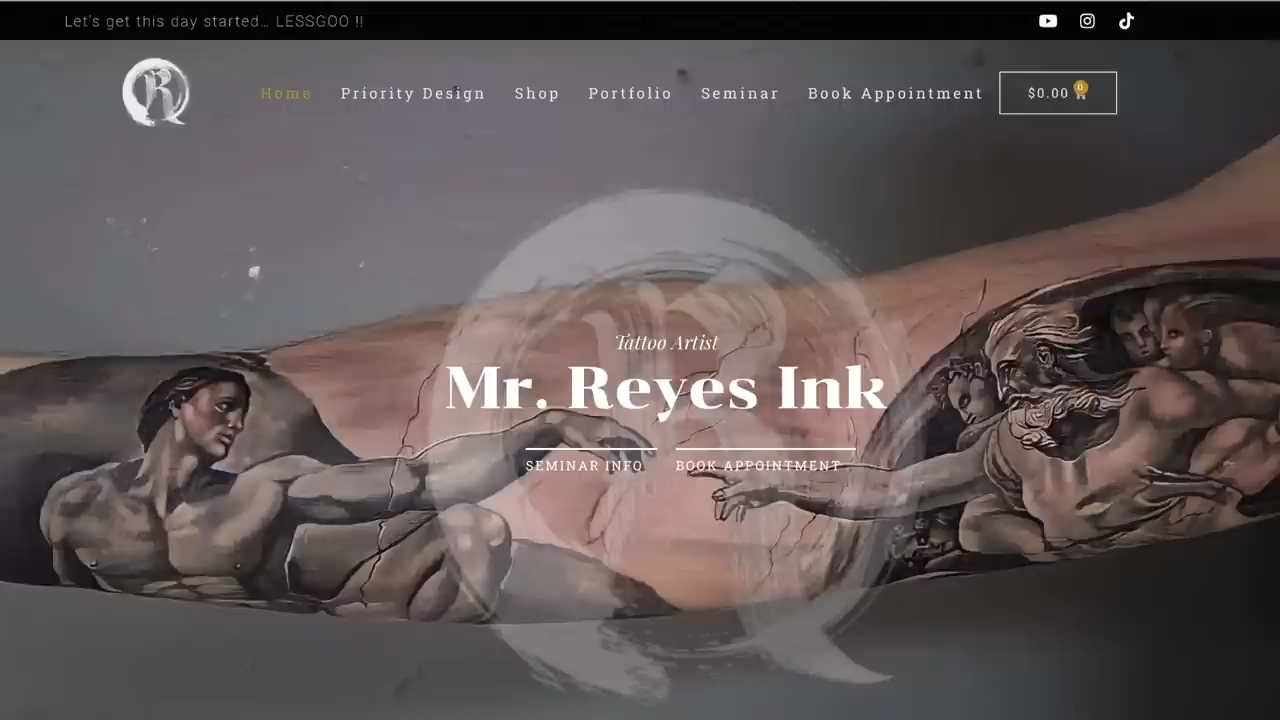 Let's get this day started… LESSGOO !!
Home Priority Design Shop Portfolio Seminar Book Appointment $0.00 0
Tattoo Artist
Mr. Reyes Ink
SEMINAR INFO BOOK APPOINTMENT